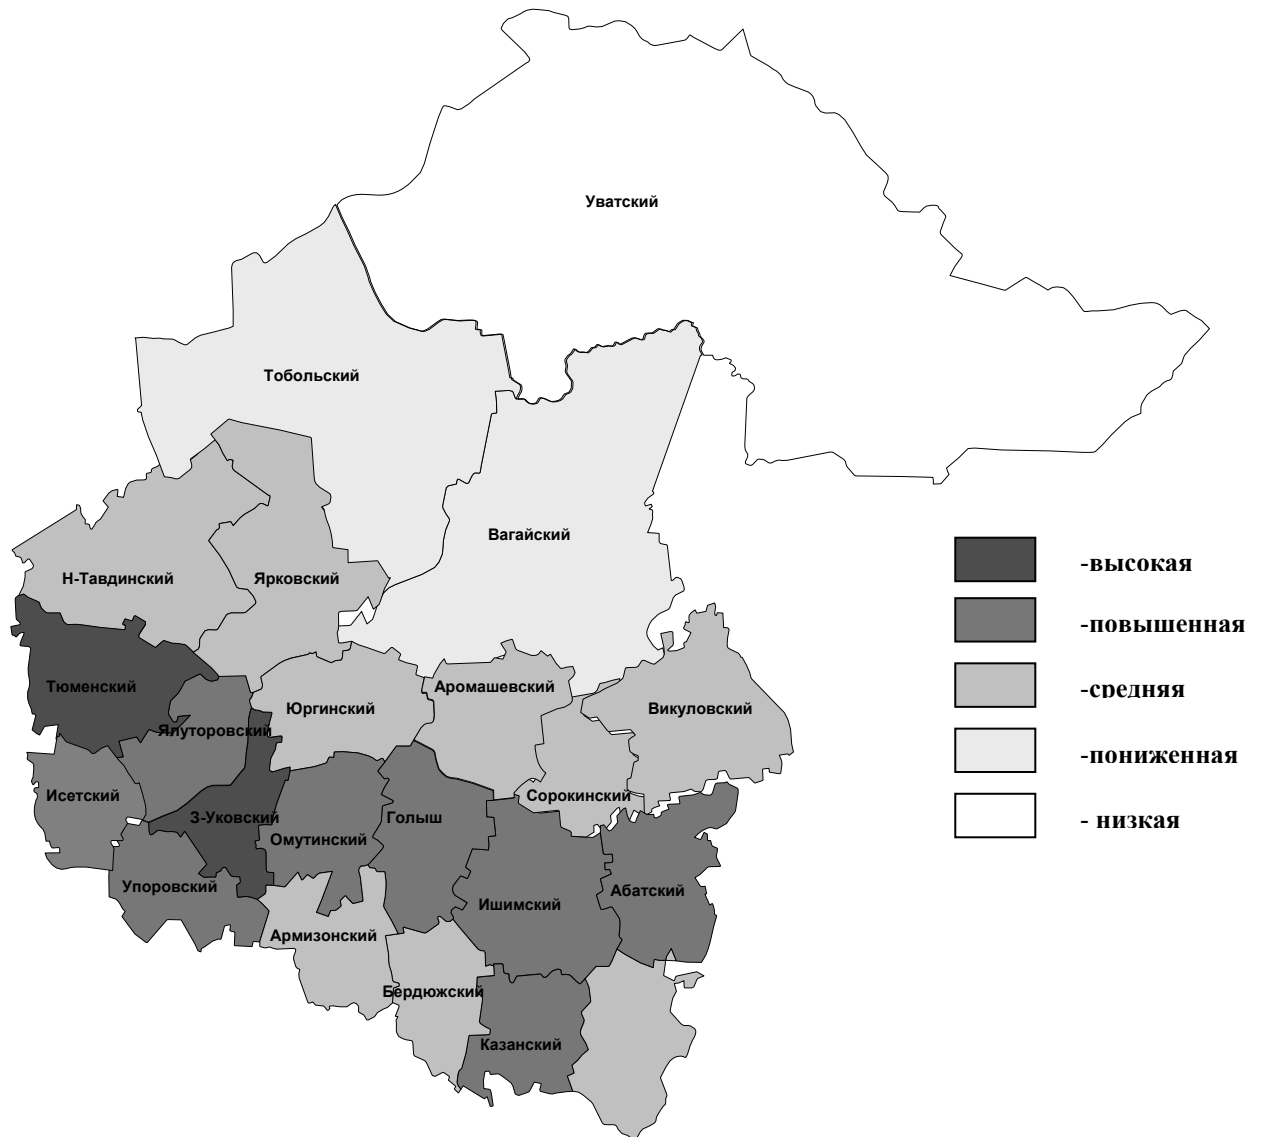 Уватский
Тобольский
Вагайский
Н-Тавдинский
Ярковский
Тюменский
Юргинский
Аромашевский
Викуловский
Ялуторовский
Исетский
З-Уковский
Омутинский
Голыш
Сорокинский
Упоровский
Армизонский
Ишимский
Абатский
Бердюжский
Казанский
-высокая
-повышенная
-средняя
-пониженная
- низкая